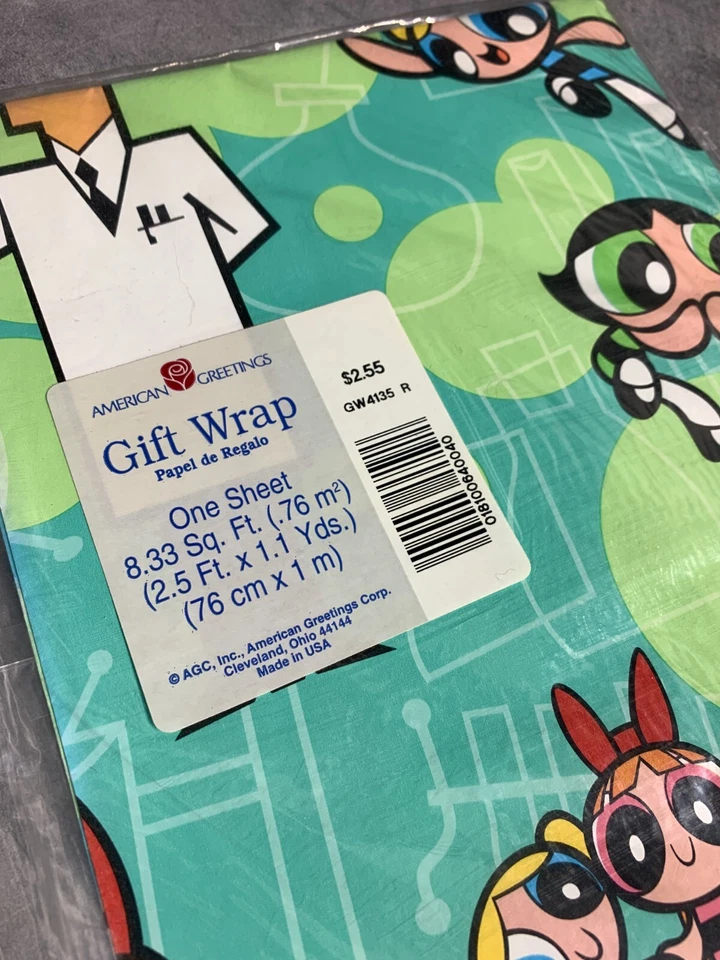 AMERICAN GREETINGS
Gift Wrap
Papel de Regalo
One Sheet
8.33 Sq. Ft. (.76 m²)
(2.5 Ft. x 1.1 Yds.)
(76 cm x 1 m)
© AGC, Inc., American Greetings Corp.
Cleveland, Ohio 44144
Made in USA
$2.55
GW4135 R
018100640040